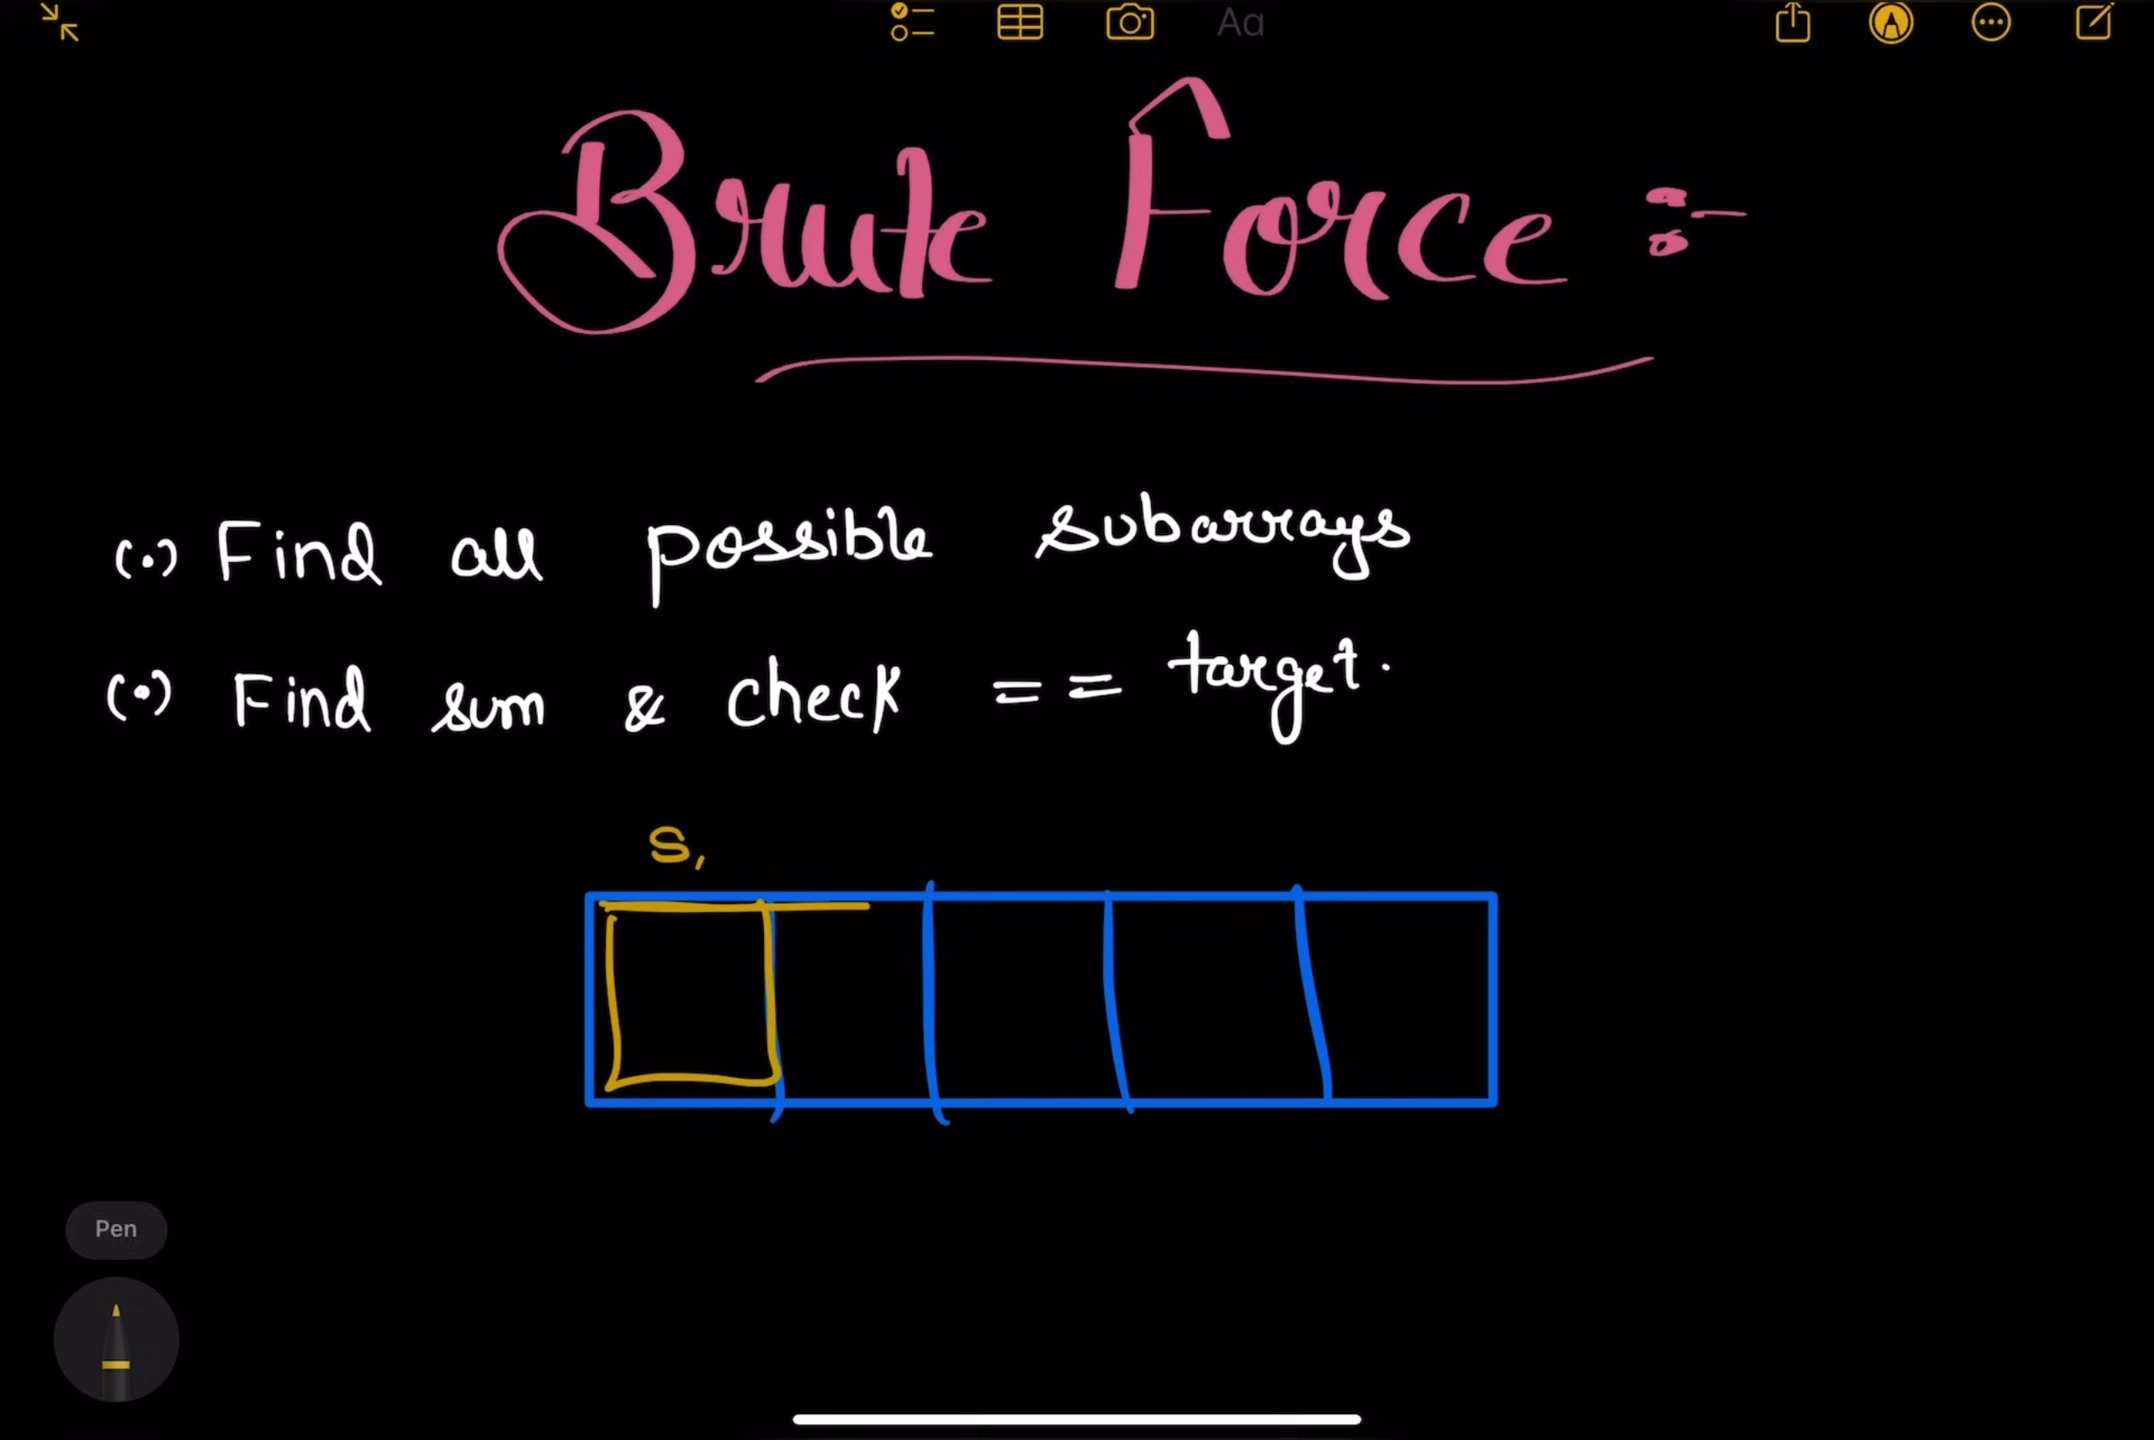 Aa
Brute Force :-
(.) Find all possible subarrays
(.) Find sum & check == target.
S,
Pen